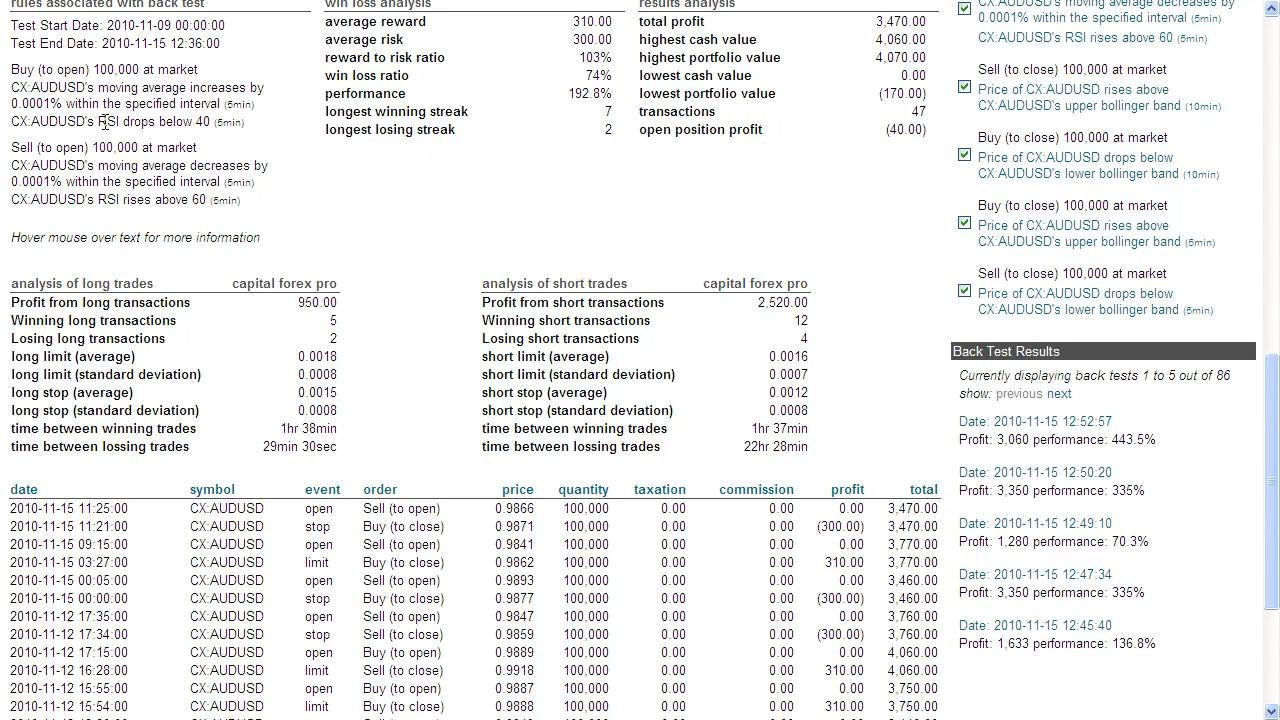 rules associated with back test
Test Start Date: 2010-11-09 00:00:00
Test End Date: 2010-11-15 12:36:00
Buy (to open) 100,000 at market
CX:AUDUSD's moving average increases by
0.0001% within the specified interval (5min)
CX:AUDUSD's RSI drops below 40 (5min)
Sell (to open) 100,000 at market
CX:AUDUSD's moving average decreases by
0.0001% within the specified interval (5min)
CX:AUDUSD's RSI rises above 60 (5min)
Hover mouse over text for more information
win loss analysis
average reward 310.00
average risk 300.00
reward to risk ratio 103%
win loss ratio 74%
performance 192.8%
longest winning streak 7
longest losing streak 2
results analysis
total profit 3,470.00
highest cash value 4,060.00
highest portfolio value 4,070.00
lowest cash value 0.00
lowest portfolio value (170.00)
transactions 47
open position profit (40.00)
analysis of long trades capital forex pro
Profit from long transactions 950.00
Winning long transactions 5
Losing long transactions 2
long limit (average) 0.0018
long limit (standard deviation) 0.0008
long stop (average) 0.0015
long stop (standard deviation) 0.0008
time between winning trades 1hr 38min
time between lossing trades 29min 30sec
analysis of short trades capital forex pro
Profit from short transactions 2,520.00
Winning short transactions 12
Losing short transactions 4
short limit (average) 0.0016
short limit (standard deviation) 0.0007
short stop (average) 0.0012
short stop (standard deviation) 0.0008
time between winning trades 1hr 37min
time between lossing trades 22hr 28min
date symbol event order price quantity taxation commission profit total
2010-11-15 11:25:00 CX:AUDUSD open Sell (to open) 0.9866 100,000 0.00 0.00 0.00 3,470.00
2010-11-15 11:21:00 CX:AUDUSD stop Buy (to close) 0.9871 100,000 0.00 0.00 (300.00) 3,470.00
2010-11-15 09:15:00 CX:AUDUSD open Sell (to open) 0.9841 100,000 0.00 0.00 0.00 3,770.00
2010-11-15 03:27:00 CX:AUDUSD limit Buy (to close) 0.9862 100,000 0.00 0.00 310.00 3,770.00
2010-11-15 00:05:00 CX:AUDUSD open Sell (to open) 0.9893 100,000 0.00 0.00 0.00 3,460.00
2010-11-15 00:00:00 CX:AUDUSD stop Buy (to close) 0.9877 100,000 0.00 0.00 (300.00) 3,460.00
2010-11-12 17:35:00 CX:AUDUSD open Sell (to open) 0.9847 100,000 0.00 0.00 0.00 3,760.00
2010-11-12 17:34:00 CX:AUDUSD stop Sell (to close) 0.9859 100,000 0.00 0.00 (300.00) 3,760.00
2010-11-12 17:15:00 CX:AUDUSD open Buy (to open) 0.9889 100,000 0.00 0.00 0.00 4,060.00
2010-11-12 16:28:00 CX:AUDUSD limit Sell (to close) 0.9918 100,000 0.00 0.00 310.00 4,060.00
2010-11-12 15:55:00 CX:AUDUSD open Buy (to open) 0.9887 100,000 0.00 0.00 0.00 3,750.00
2010-11-12 15:54:00 CX:AUDUSD limit Buy (to close) 0.9888 100,000 0.00 0.00 310.00 3,750.00
CX:AUDUSD's moving average decreases by
0.0001% within the specified interval (5min)
CX:AUDUSD's RSI rises above 60 (5min)
Sell (to close) 100,000 at market
Price of CX:AUDUSD rises above
CX:AUDUSD's upper bollinger band (10min)
Buy (to close) 100,000 at market
Price of CX:AUDUSD drops below
CX:AUDUSD's lower bollinger band (10min)
Buy (to close) 100,000 at market
Price of CX:AUDUSD rises above
CX:AUDUSD's upper bollinger band (5min)
Sell (to close) 100,000 at market
Price of CX:AUDUSD drops below
CX:AUDUSD's lower bollinger band (5min)
Back Test Results
Currently displaying back tests 1 to 5 out of 86
show: previous next
Date: 2010-11-15 12:52:57
Profit: 3,060 performance: 443.5%
Date: 2010-11-15 12:50:20
Profit: 3,350 performance: 335%
Date: 2010-11-15 12:49:10
Profit: 1,280 performance: 70.3%
Date: 2010-11-15 12:47:34
Profit: 3,350 performance: 335%
Date: 2010-11-15 12:45:40
Profit: 1,633 performance: 136.8%